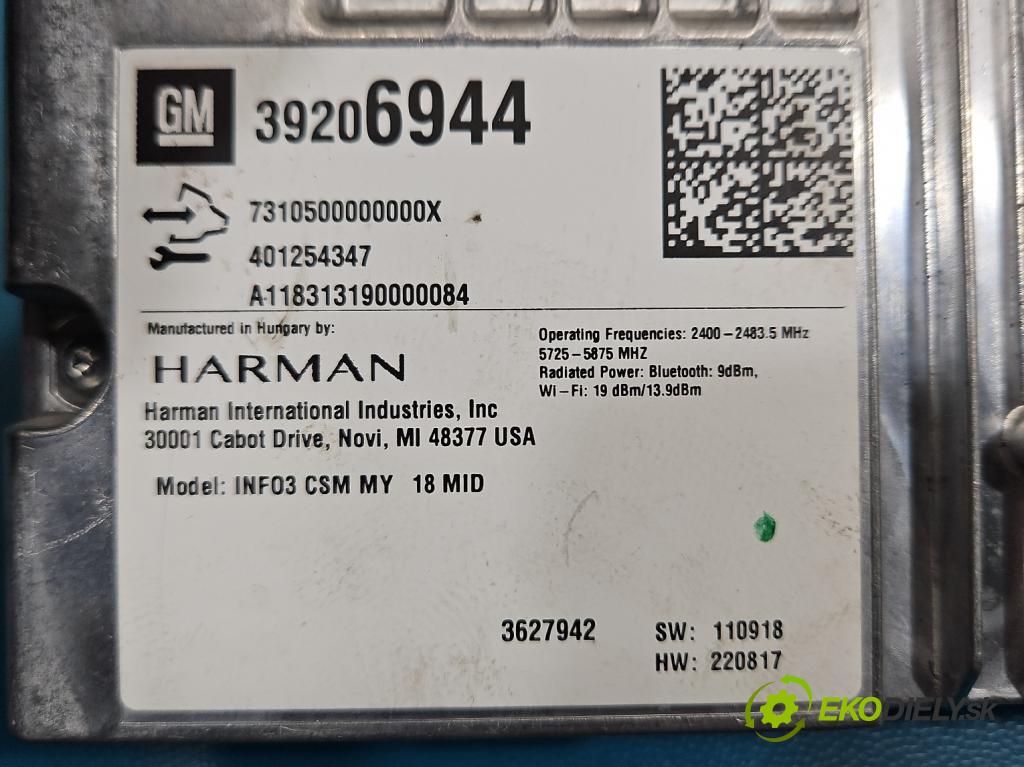 GM
39206944
7310500000000X
401254347
A118313190000084
Manufactured in Hungary by:
HARMAN
Harman International Industries, Inc
30001 Cabot Drive, Novi, MI 48377 USA
Operating Frequencies: 2400-2483.5 MHz
5725-5875 MHZ
Radiated Power: Bluetooth: 9dBm,
Wi-Fi: 19 dBm/13.9dBm
Model: INFO3 CSM MY 18 MID
3627942
SW: 110918
HW: 220817
EKODIELY.SK